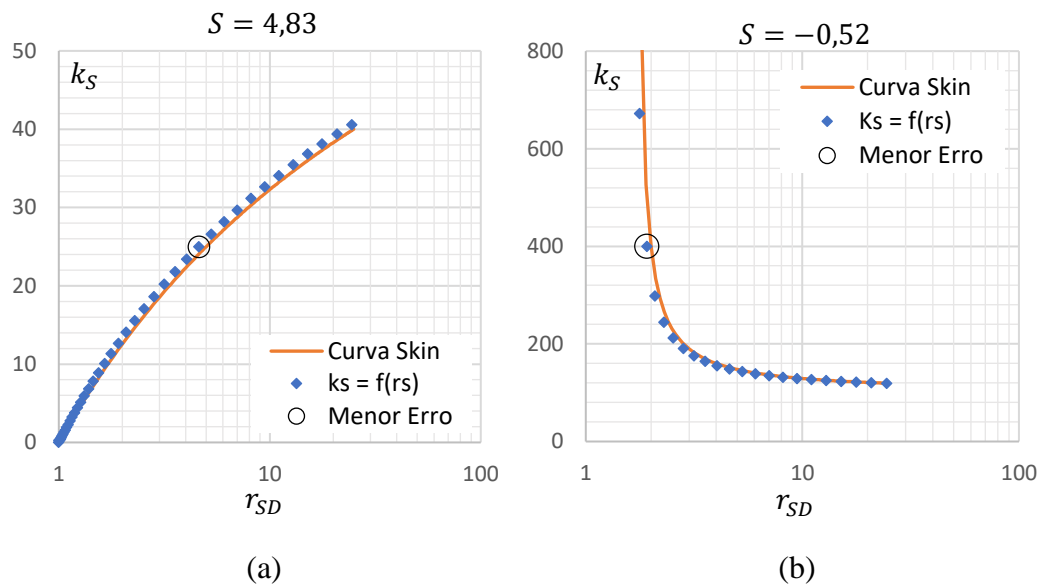 S = 4,83
50
40
30
20
10
0
k_S
Curva Skin
ks = f(rs)
Menor Erro
1
10
100
r_SD
(a)
S = −0,52
800
600
400
200
0
k_S
Curva Skin
Ks = f(rs)
Menor Erro
1
10
100
r_SD
(b)